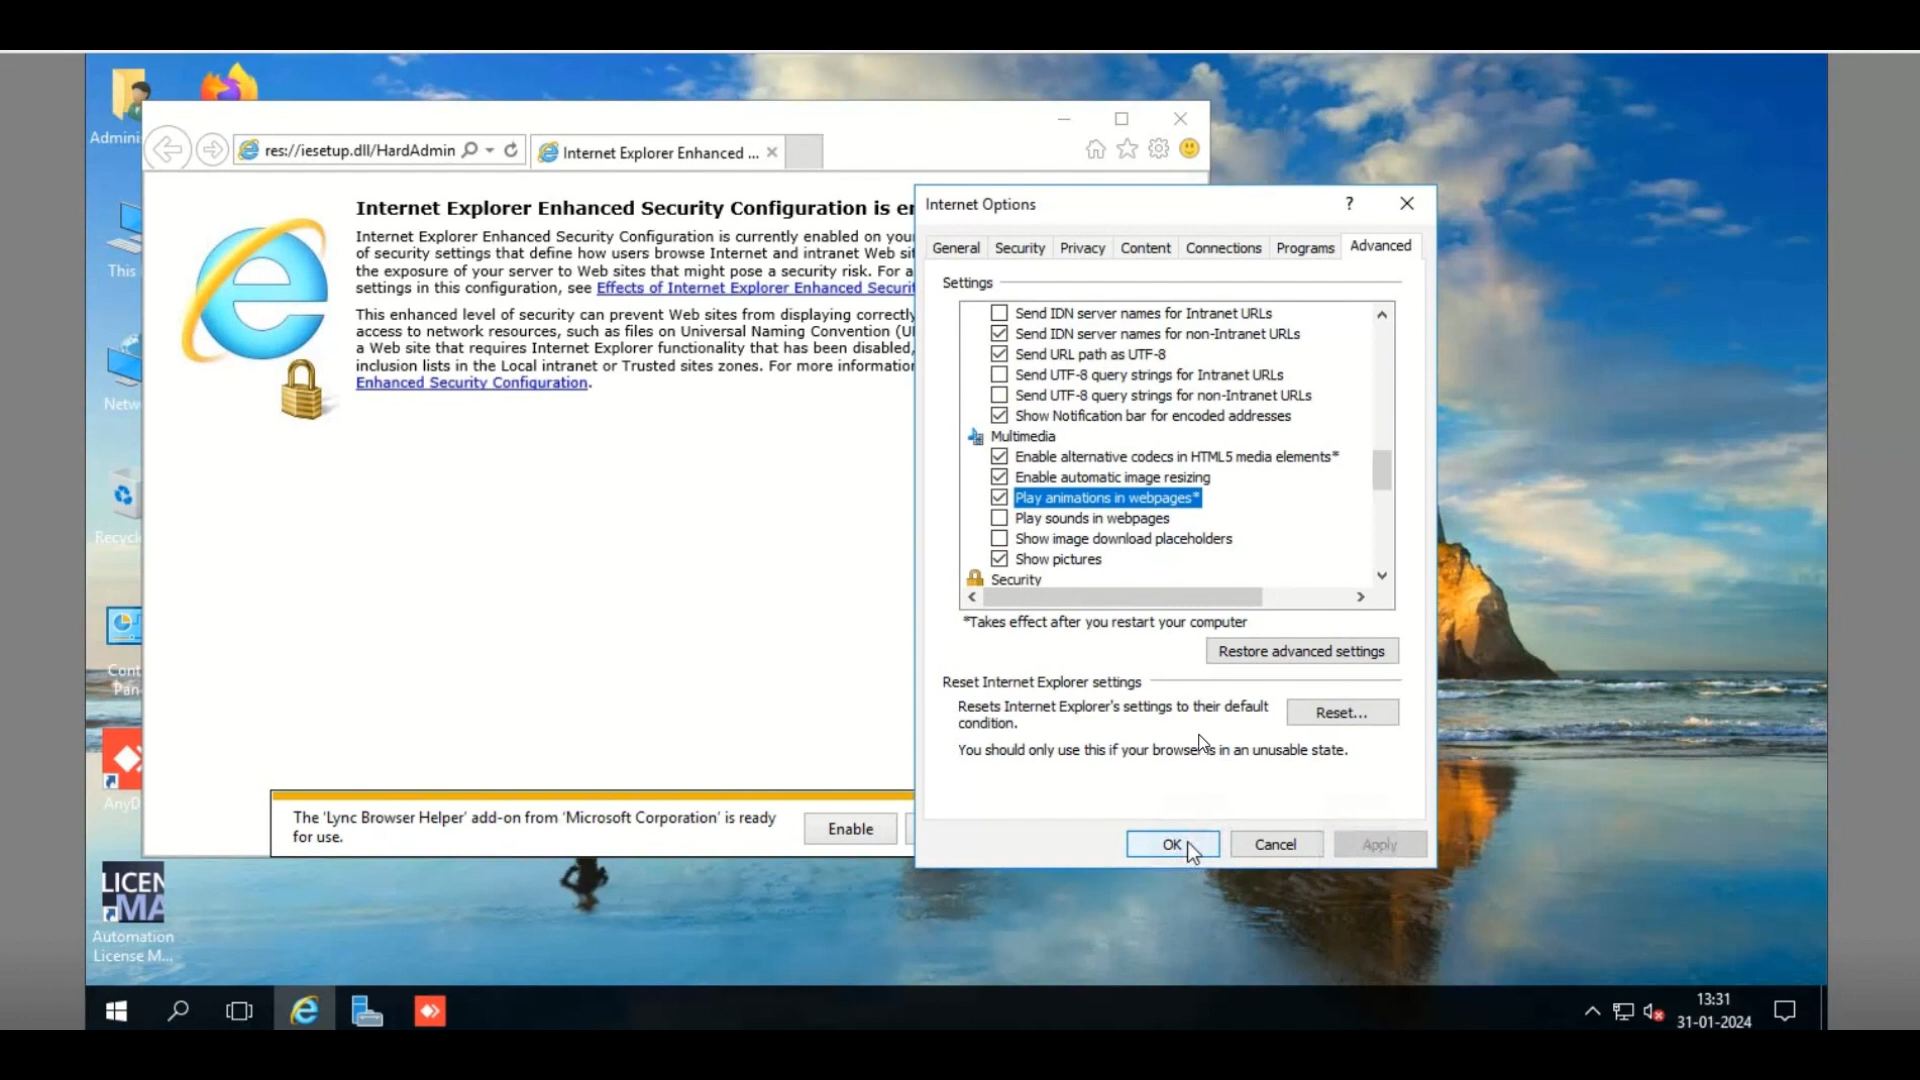 Admini
This
Netw
Recycl
Cont
Pan
AnyD
LICEN
MA
Automation
License M...
res://iesetup.dll/HardAdmin
Internet Explorer Enhanced ...
Internet Explorer Enhanced Security Configuration is en
Internet Explorer Enhanced Security Configuration is currently enabled on your
of security settings that define how users browse Internet and intranet Web sit
the exposure of your server to Web sites that might pose a security risk. For a
settings in this configuration, see Effects of Internet Explorer Enhanced Securit
This enhanced level of security can prevent Web sites from displaying correctly
access to network resources, such as files on Universal Naming Convention (UN
a Web site that requires Internet Explorer functionality that has been disabled,
inclusion lists in the Local intranet or Trusted sites zones. For more information
Enhanced Security Configuration.
The 'Lync Browser Helper' add-on from 'Microsoft Corporation' is ready
for use.
Enable
Internet Options
?
General Security Privacy Content Connections Programs Advanced
Settings
Send IDN server names for Intranet URLs
Send IDN server names for non-Intranet URLs
Send URL path as UTF-8
Send UTF-8 query strings for Intranet URLs
Send UTF-8 query strings for non-Intranet URLs
Show Notification bar for encoded addresses
Multimedia
Enable alternative codecs in HTML5 media elements*
Enable automatic image resizing
Play animations in webpages*
Play sounds in webpages
Show image download placeholders
Show pictures
Security
*Takes effect after you restart your computer
Restore advanced settings
Reset Internet Explorer settings
Resets Internet Explorer's settings to their default
condition.
Reset...
You should only use this if your browser is in an unusable state.
OK Cancel Apply
13:31
31-01-2024